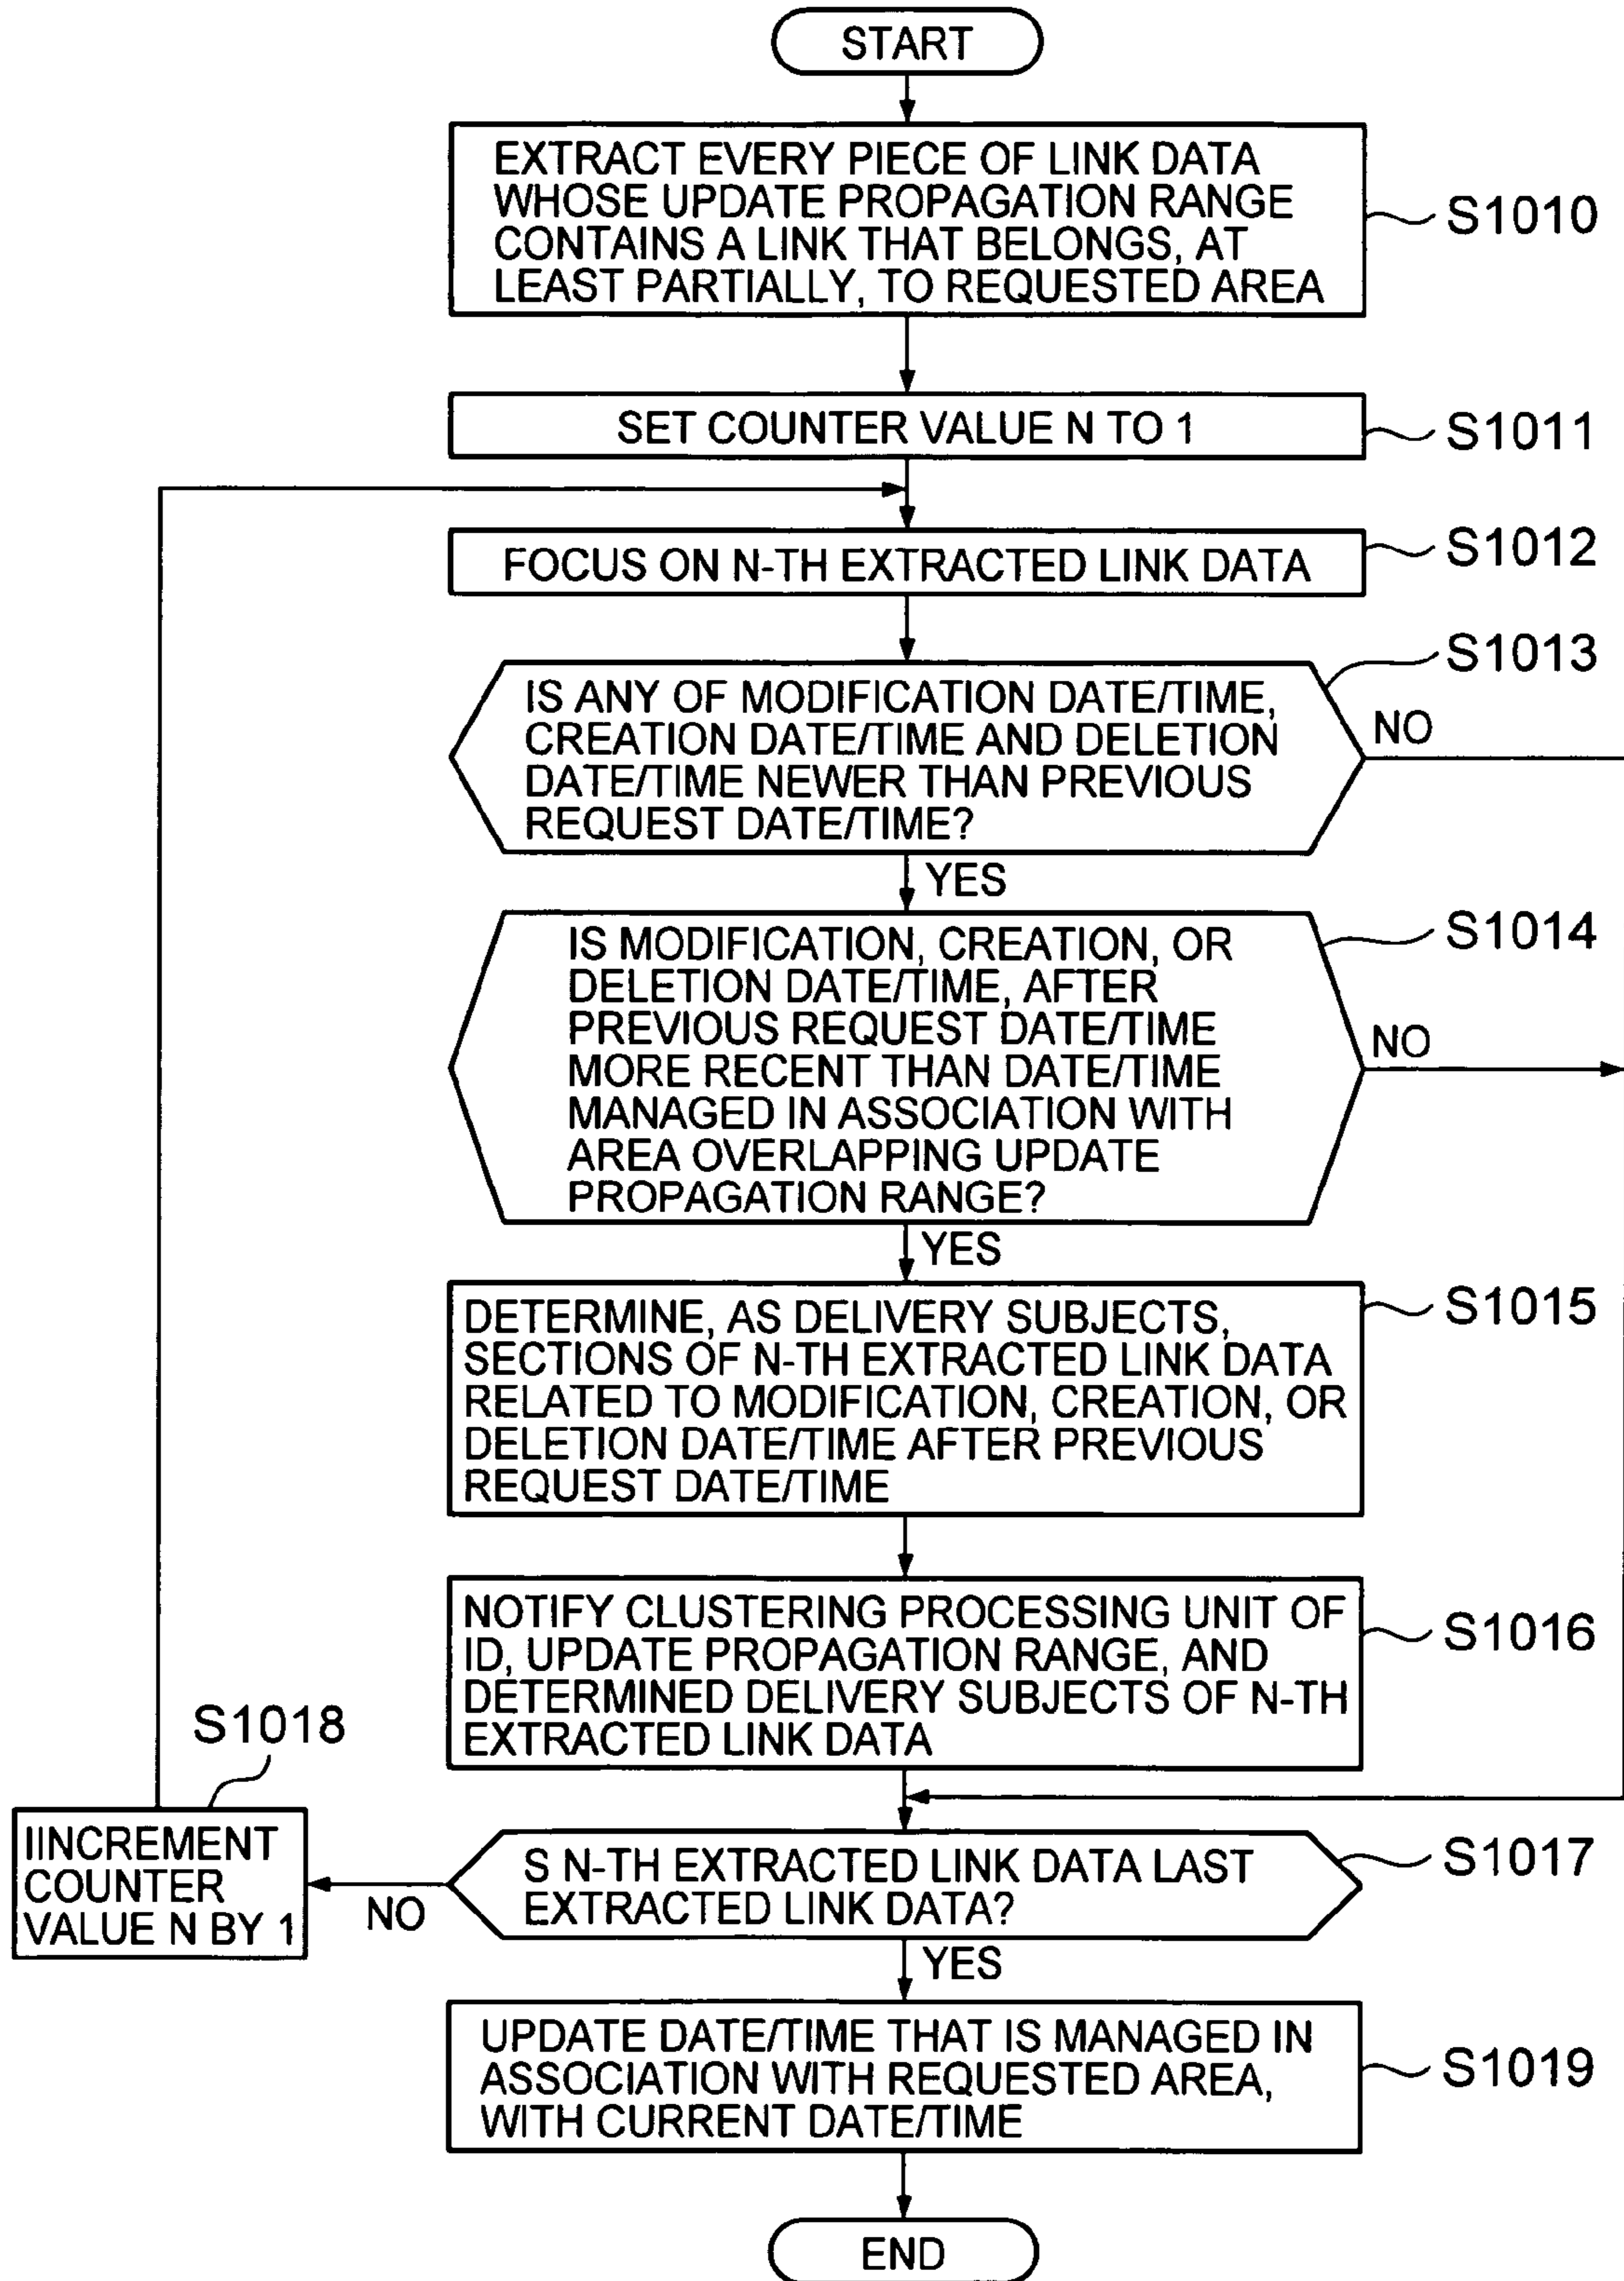 START
EXTRACT EVERY PIECE OF LINK DATA
WHOSE UPDATE PROPAGATION RANGE
CONTAINS A LINK THAT BELONGS, AT
LEAST PARTIALLY, TO REQUESTED AREA
S1010
SET COUNTER VALUE N TO 1
S1011
FOCUS ON N-TH EXTRACTED LINK DATA
S1012
IS ANY OF MODIFICATION DATE/TIME,
CREATION DATE/TIME AND DELETION
DATE/TIME NEWER THAN PREVIOUS
REQUEST DATE/TIME?
S1013
NO
YES
IS MODIFICATION, CREATION, OR
DELETION DATE/TIME, AFTER
PREVIOUS REQUEST DATE/TIME
MORE RECENT THAN DATE/TIME
MANAGED IN ASSOCIATION WITH
AREA OVERLAPPING UPDATE
PROPAGATION RANGE?
S1014
NO
YES
DETERMINE, AS DELIVERY SUBJECTS,
SECTIONS OF N-TH EXTRACTED LINK DATA
RELATED TO MODIFICATION, CREATION, OR
DELETION DATE/TIME AFTER PREVIOUS
REQUEST DATE/TIME
S1015
NOTIFY CLUSTERING PROCESSING UNIT OF
ID, UPDATE PROPAGATION RANGE, AND
DETERMINED DELIVERY SUBJECTS OF N-TH
EXTRACTED LINK DATA
S1016
S1018
IINCREMENT
COUNTER
VALUE N BY 1
NO
S N-TH EXTRACTED LINK DATA LAST
EXTRACTED LINK DATA?
S1017
YES
UPDATE DATE/TIME THAT IS MANAGED IN
ASSOCIATION WITH REQUESTED AREA,
WITH CURRENT DATE/TIME
S1019
END